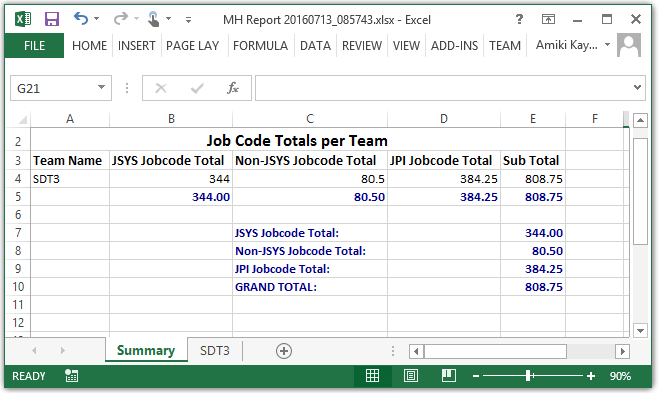 MH Report 20160713_085743.xlsx - Excel
FILE HOME INSERT PAGE LAY FORMULA DATA REVIEW VIEW ADD-INS TEAM Amiki Kay...
G21 fx
A B C D E F
2 Job Code Totals per Team
3 Team Name JSYS Jobcode Total Non-JSYS Jobcode Total JPI Jobcode Total Sub Total
4 SDT3 344 80.5 384.25 808.75
5 344.00 80.50 384.25 808.75
6
7 JSYS Jobcode Total: 344.00
8 Non-JSYS Jobcode Total: 80.50
9 JPI Jobcode Total: 384.25
10 GRAND TOTAL: 808.75
11
12
Summary SDT3
READY 90%